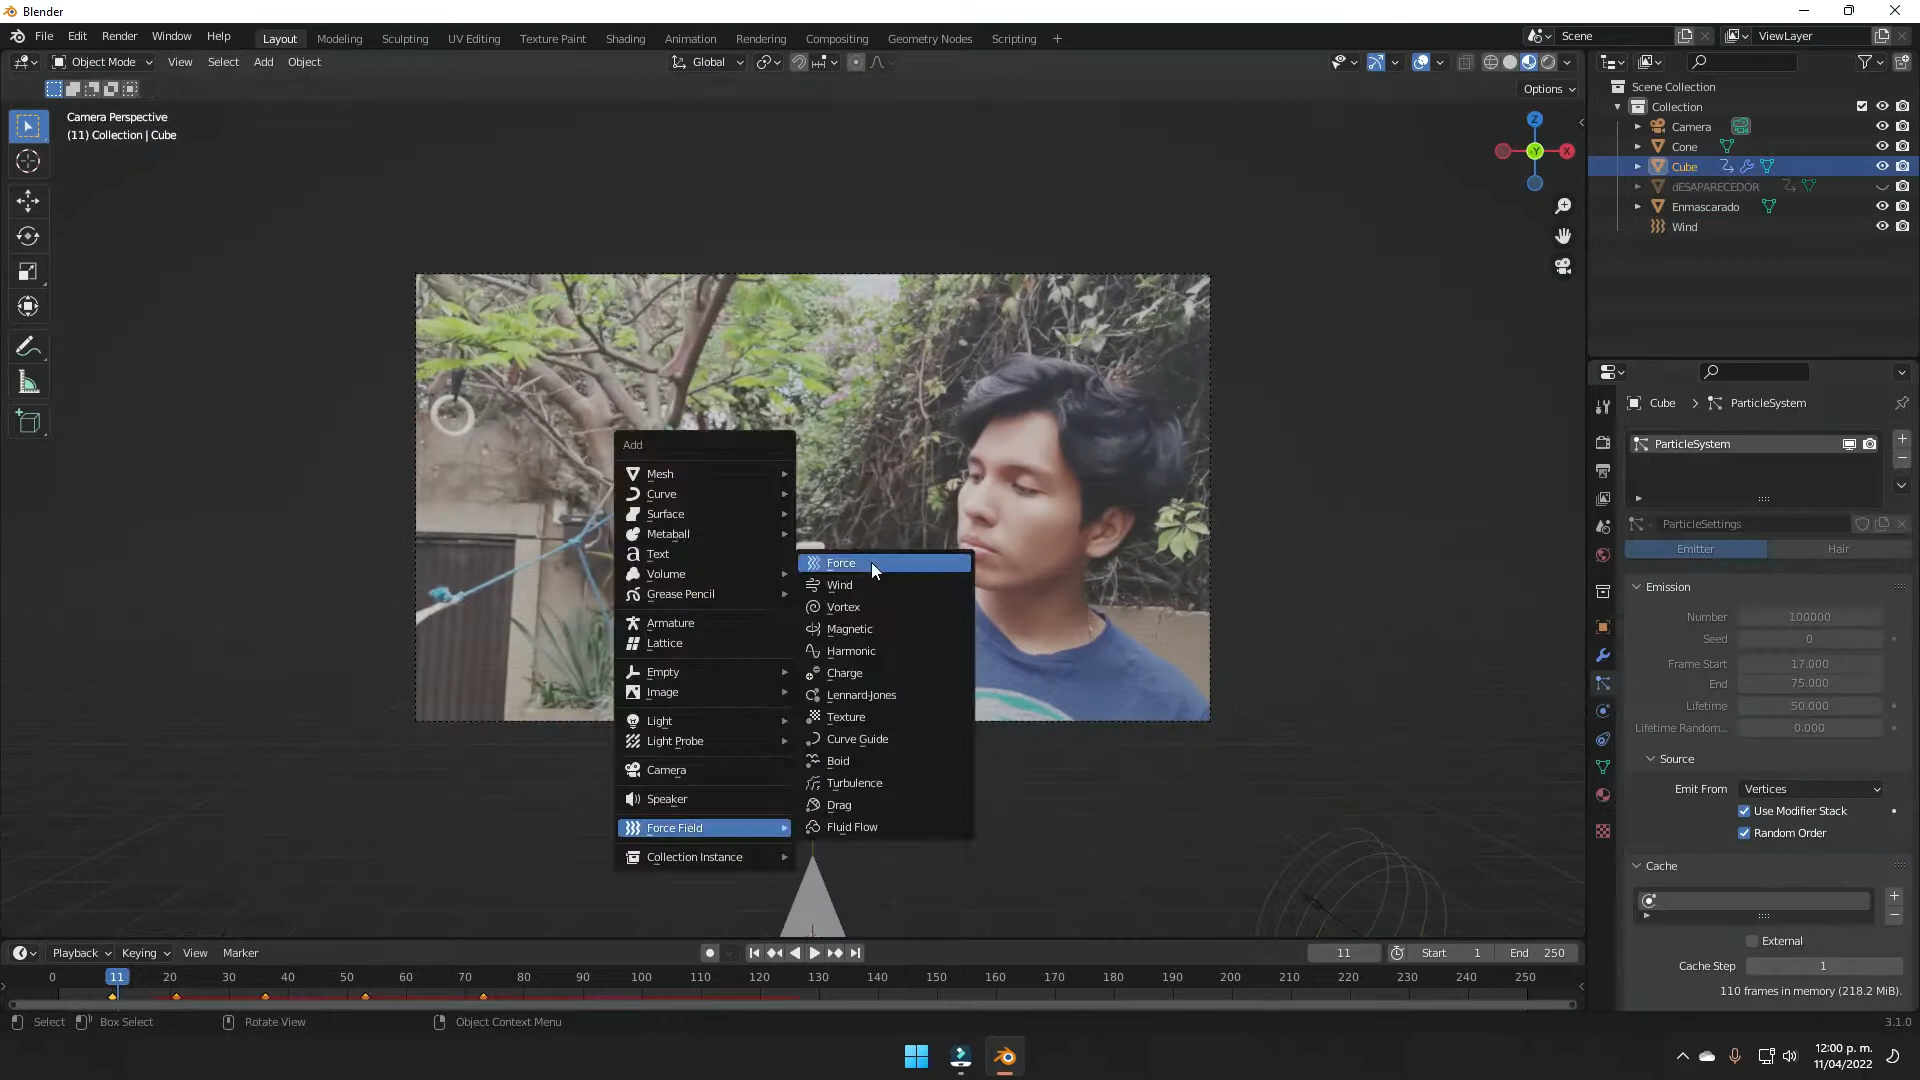 Blender
File Edit Render Window Help
Layout Modeling Sculpting UV Editing Texture Paint Shading Animation Rendering Compositing Geometry Nodes Scripting +
Scene
ViewLayer
Object Mode View Select Add Object
Global
Options
Camera Perspective
(11) Collection | Cube
Z
-Y
X
Scene Collection
Collection
Camera
Cone
Cube
dESAPARECEDOR
Enmascarado
Wind
Add
Mesh
Curve
Surface
Metaball
Text
Volume
Grease Pencil
Armature
Lattice
Empty
Image
Light
Light Probe
Camera
Speaker
Force Field
Collection Instance
Force
Wind
Vortex
Magnetic
Harmonic
Charge
Lennard-Jones
Texture
Curve Guide
Boid
Turbulence
Drag
Fluid Flow
Cube > ParticleSystem
ParticleSystem
ParticleSettings
Emitter Hair
Emission
Number 100000
Seed 0
Frame Start 17.000
End 75.000
Lifetime 50.000
Lifetime Random... 0.000
Source
Emit From Vertices
Use Modifier Stack
Random Order
Cache
External
Cache Step 1
110 frames in memory (218.2 MiB).
Playback Keying View Marker
11 Start 1 End 250
0 11 20 30 40 50 60 70 80 90 100 110 120 130 140 150 160 170 180 190 200 210 220 230 240 250
Select Box Select Rotate View Object Context Menu
3.1.0
12:00 p. m.
11/04/2022